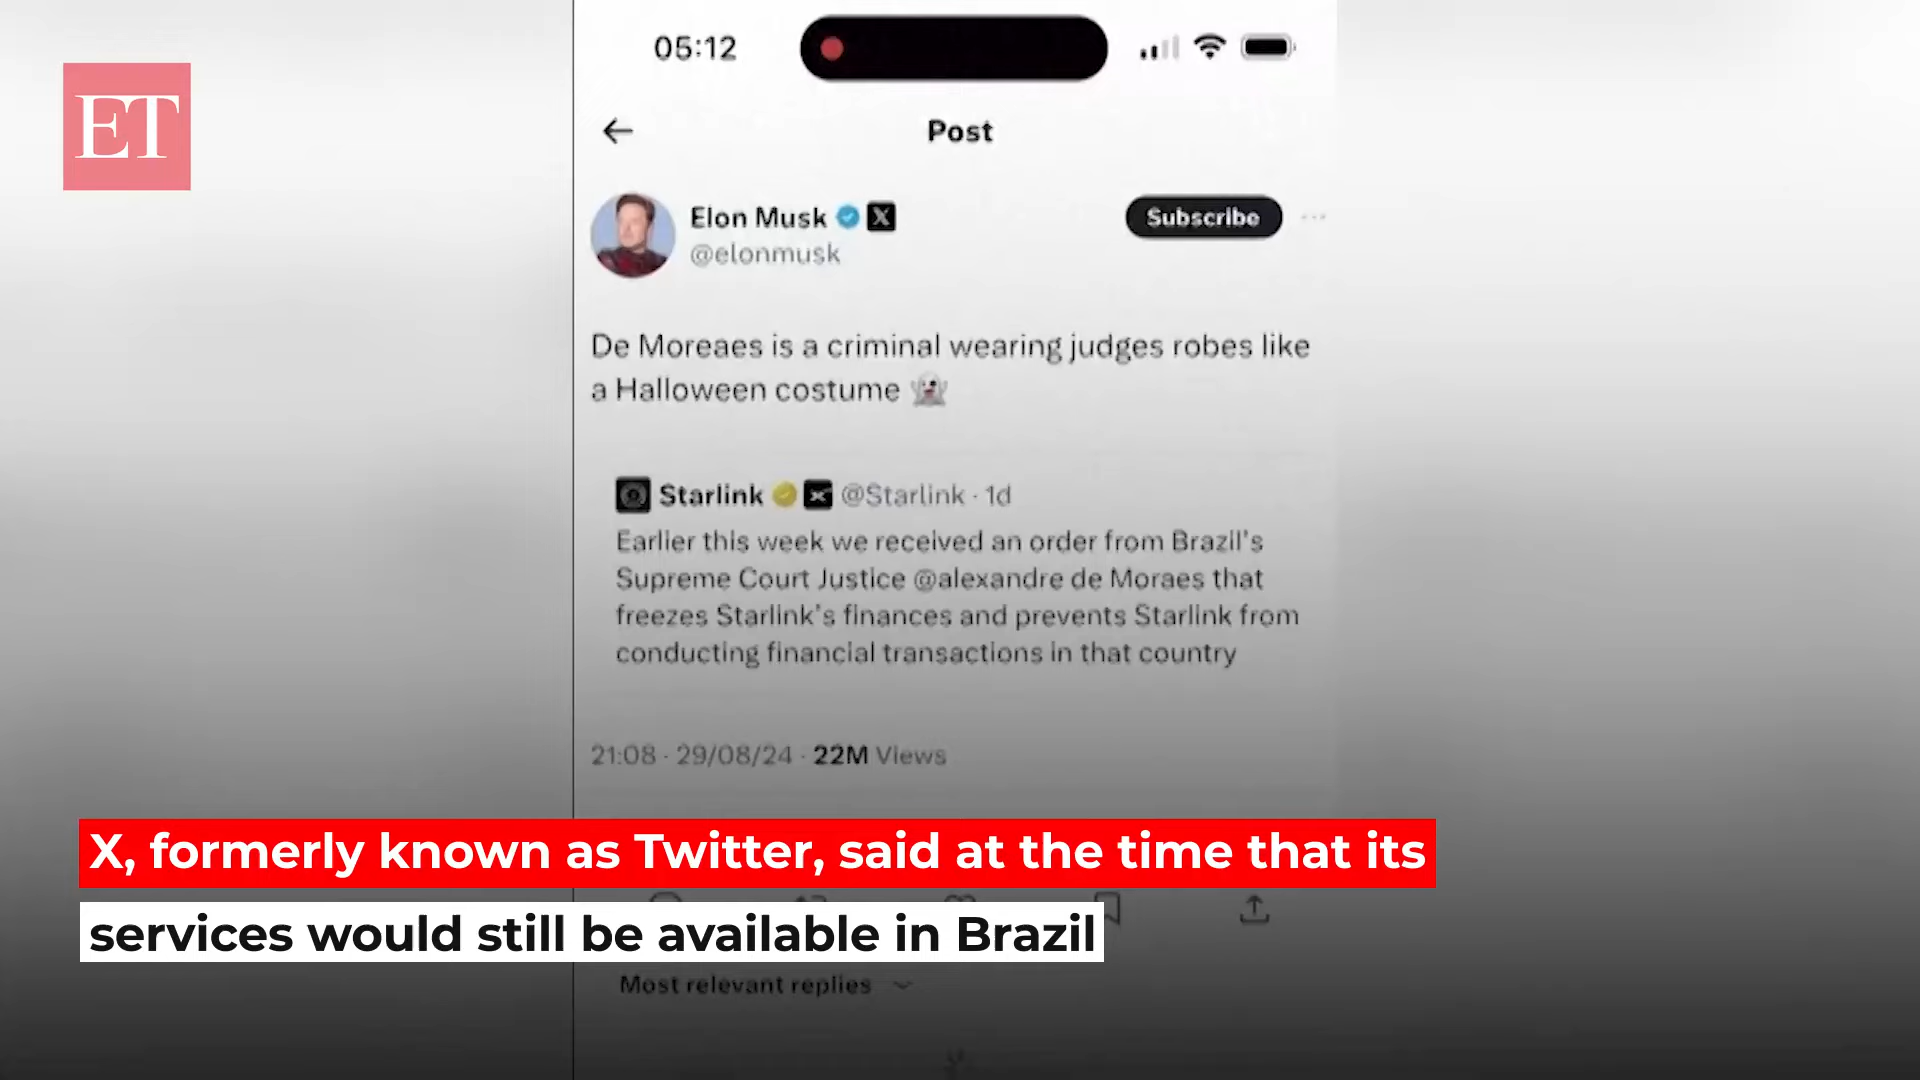 05:12
ET
Post
Elon Musk
Subscribe
@elonmusk
De Moreaes is a criminal wearing judges robes like
a Halloween costume 👻
Starlink @Starlink · 1d
Earlier this week we received an order from Brazil's
Supreme Court Justice @alexandre de Moraes that
freezes Starlink's finances and prevents Starlink from
conducting financial transactions in that country
21:08 · 29/08/24 · 22M Views
X, formerly known as Twitter, said at the time that its
services would still be available in Brazil
Most relevant replies